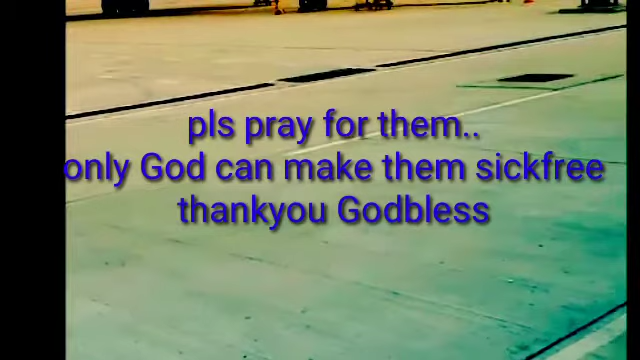 pls pray for them..
only God can make them sickfree
thankyou Godbless